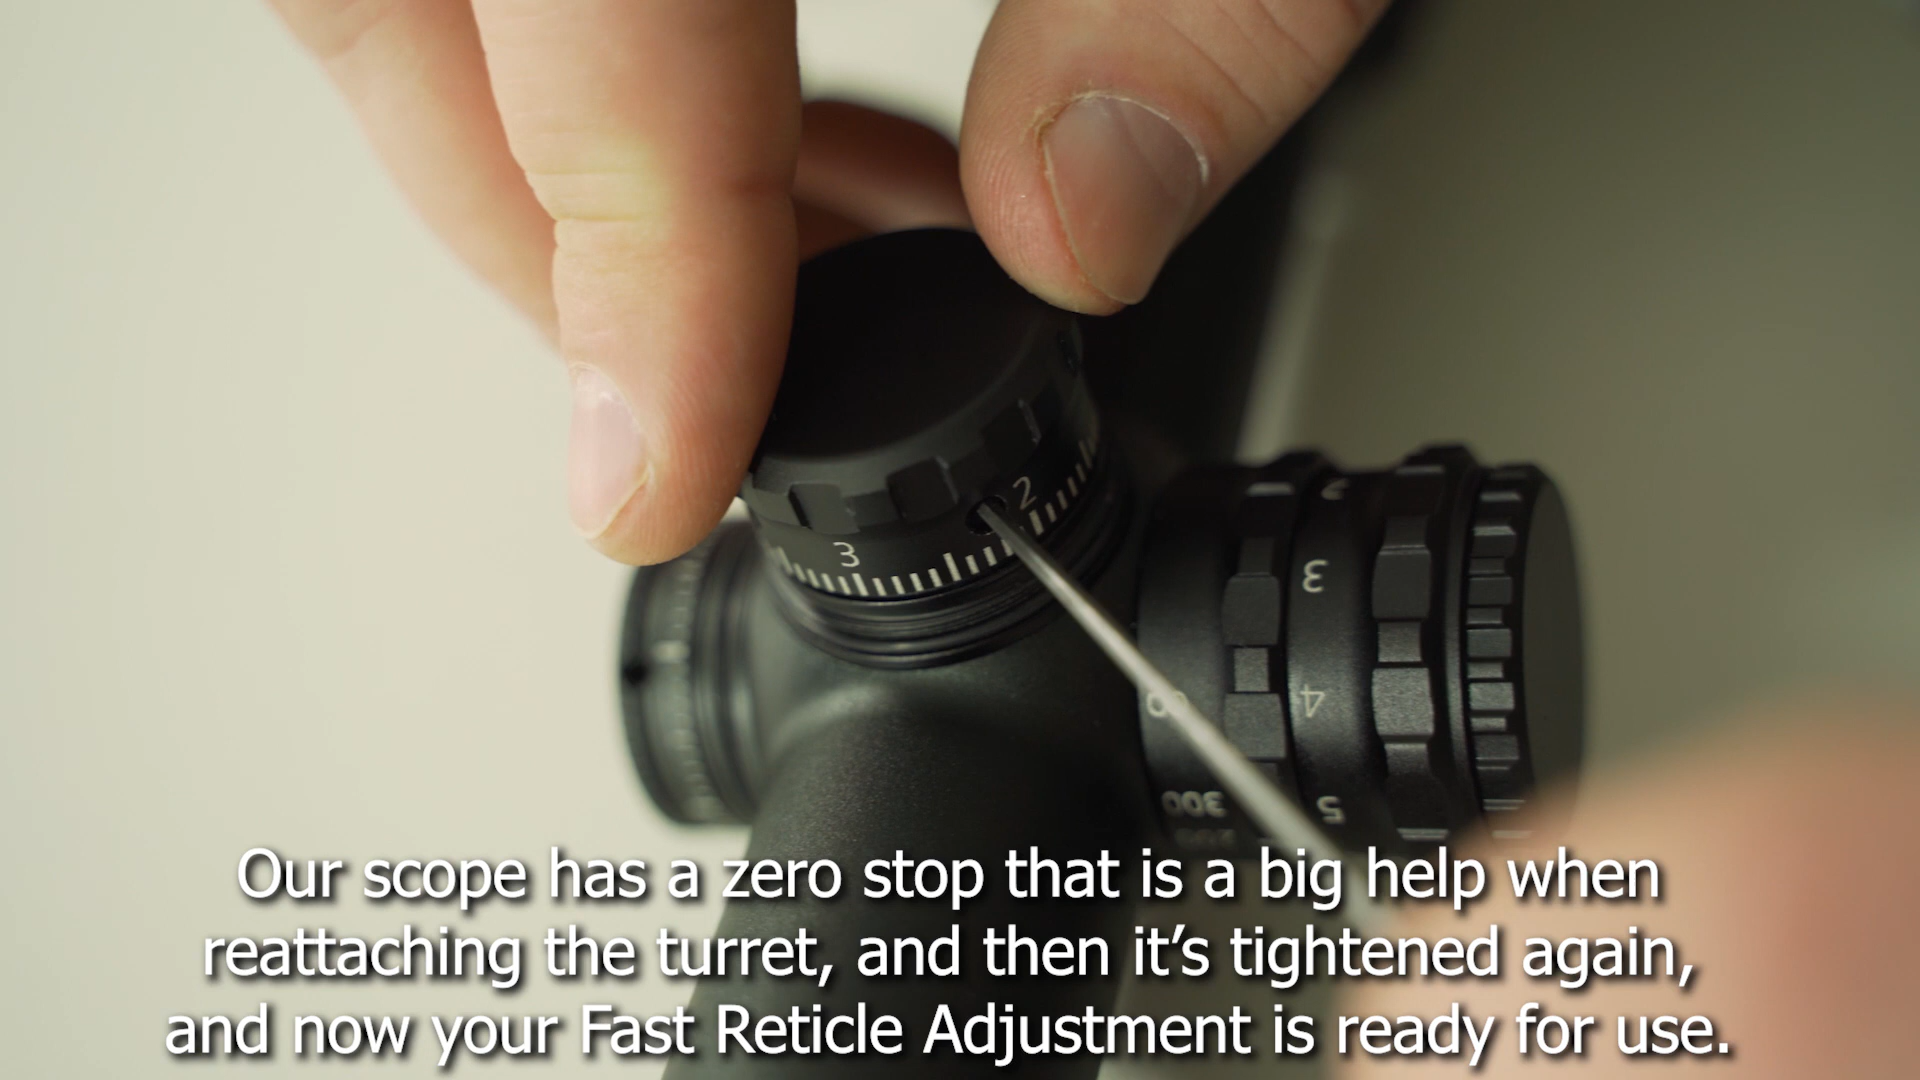 2
3
3
4
300
5
Our scope has a zero stop that is a big help when
reattaching the turret, and then it’s tightened again,
and now your Fast Reticle Adjustment is ready for use.